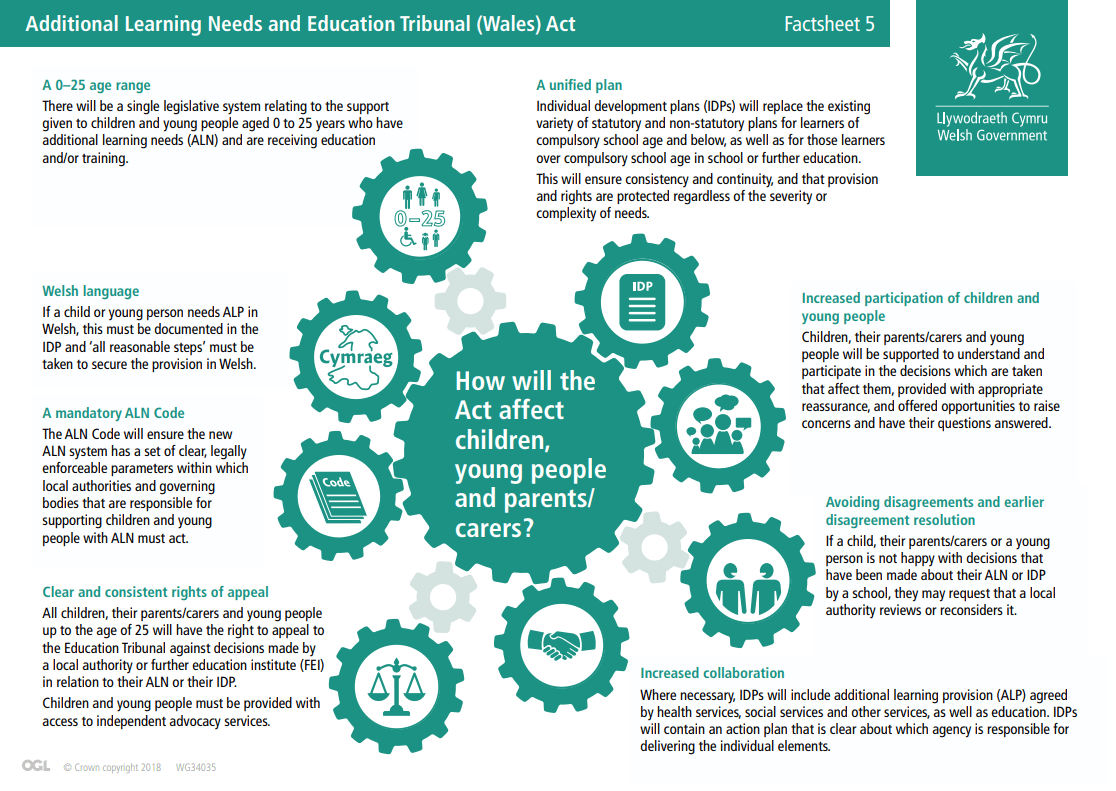 Additional Learning Needs and Education Tribunal (Wales) Act
Factsheet 5
Llywodraeth Cymru
Welsh Government
A 0–25 age range
There will be a single legislative system relating to the support
given to children and young people aged 0 to 25 years who have
additional learning needs (ALN) and are receiving education
and/or training.
A unified plan
Individual development plans (IDPs) will replace the existing
variety of statutory and non-statutory plans for learners of
compulsory school age and below, as well as for those learners
over compulsory school age in school or further education.
This will ensure consistency and continuity, and that provision
and rights are protected regardless of the severity or
complexity of needs.
0–25
IDP
Welsh language
If a child or young person needs ALP in
Welsh, this must be documented in the
IDP and ‘all reasonable steps’ must be
taken to secure the provision in Welsh.
Cymraeg
Increased participation of children and
young people
Children, their parents/carers and young
people will be supported to understand and
participate in the decisions which are taken
that affect them, provided with appropriate
reassurance, and offered opportunities to raise
concerns and have their questions answered.
How will the
Act affect
children,
young people
and parents/
carers?
A mandatory ALN Code
The ALN Code will ensure the new
ALN system has a set of clear, legally
enforceable parameters within which
local authorities and governing
bodies that are responsible for
supporting children and young
people with ALN must act.
Code
Avoiding disagreements and earlier
disagreement resolution
If a child, their parents/carers or a young
person is not happy with decisions that
have been made about their ALN or IDP
by a school, they may request that a local
authority reviews or reconsiders it.
Clear and consistent rights of appeal
All children, their parents/carers and young people
up to the age of 25 will have the right to appeal to
the Education Tribunal against decisions made by
a local authority or further education institute (FEI)
in relation to their ALN or their IDP.
Children and young people must be provided with
access to independent advocacy services.
Increased collaboration
Where necessary, IDPs will include additional learning provision (ALP) agreed
by health services, social services and other services, as well as education. IDPs
will contain an action plan that is clear about which agency is responsible for
delivering the individual elements.
OGL © Crown copyright 2018 WG34035